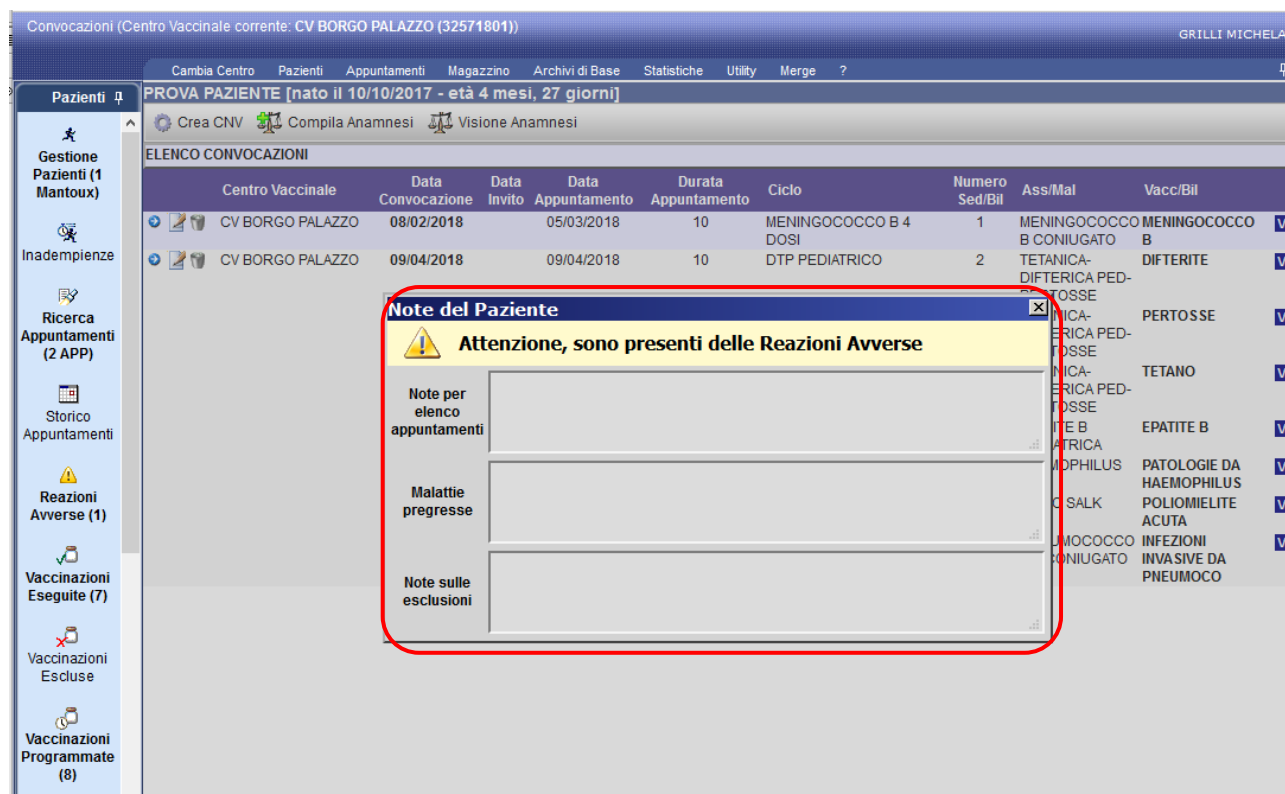 Convocazioni (Centro Vaccinale corrente: CV BORGO PALAZZO (32571801))
GRILLI MICHELA
Cambia Centro Pazienti Appuntamenti Magazzino Archivi di Base Statistiche Utility Merge ?
Pazienti
PROVA PAZIENTE [nato il 10/10/2017 - età 4 mesi, 27 giorni]
Crea CNV Compila Anamnesi Visione Anamnesi
ELENCO CONVOCAZIONI
Gestione
Pazienti (1
Mantoux)
Inadempienze
Ricerca
Appuntamenti
(2 APP)
Storico
Appuntamenti
Reazioni
Avverse (1)
Vaccinazioni
Eseguite (7)
Vaccinazioni
Escluse
Vaccinazioni
Programmate
(8)
Centro Vaccinale
Data
Convocazione
Data
Invito
Data
Appuntamento
Durata
Appuntamento
Ciclo
Numero
Sed/Bil
Ass/Mal
Vacc/Bil
CV BORGO PALAZZO 08/02/2018 05/03/2018 10 MENINGOCOCCO B 4 1 MENINGOCOCCO MENINGOCOCCO V
DOSI B CONIUGATO B
CV BORGO PALAZZO 09/04/2018 09/04/2018 10 DTP PEDIATRICO 2 TETANICA- DIFTERITE V
DIFTERICA PED-
PERTOSSE V
PED-
TETANO V
PED-
EPATITE B V
PATOLOGIE DA V
HAEMOPHILUS
SALK POLIOMIELITE V
ACUTA
INFEZIONI V
INVASIVE DA
PNEUMOCO
Note del Paziente
Attenzione, sono presenti delle Reazioni Avverse
Note per
elenco
appuntamenti
Malattie
pregresse
Note sulle
esclusioni